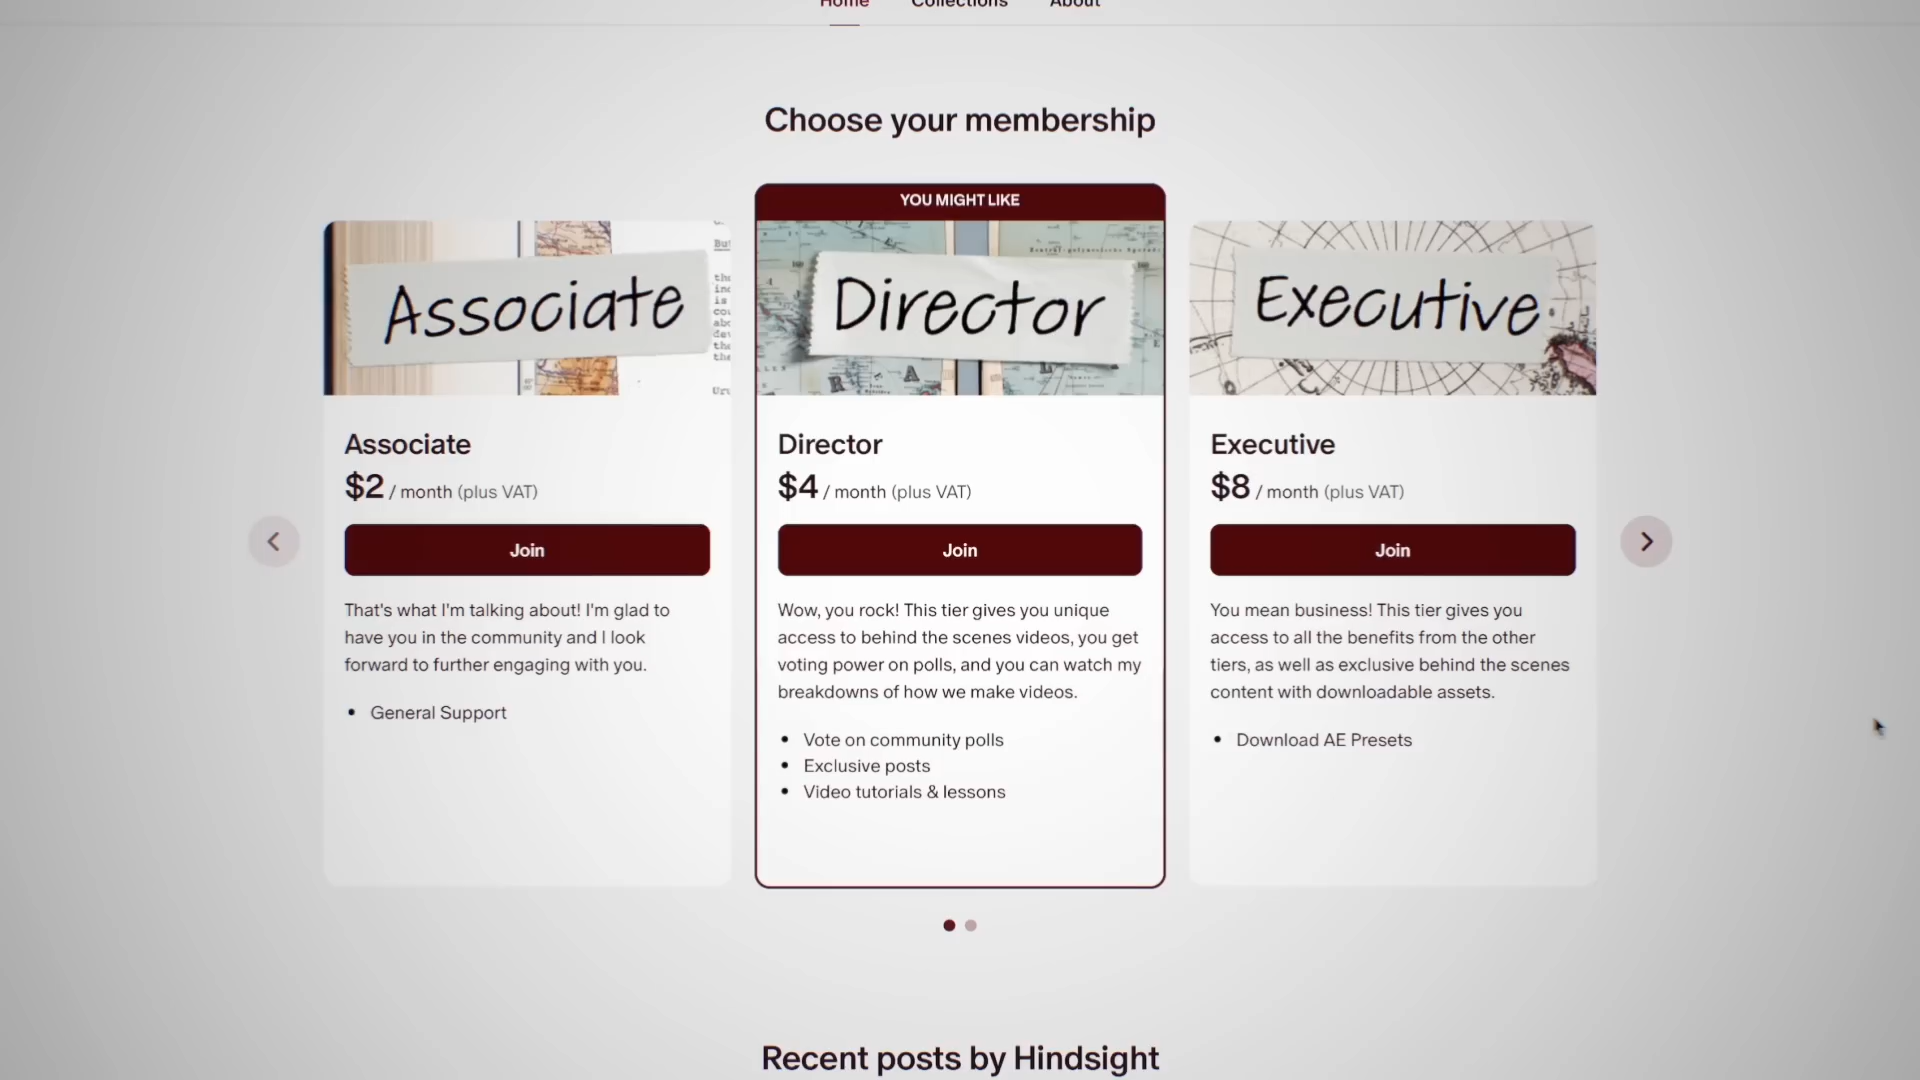 Home Collections About
Choose your membership
YOU MIGHT LIKE
Associate
Director
Executive
Associate
$2 / month (plus VAT)
Join
That's what I'm talking about! I'm glad to
have you in the community and I look
forward to further engaging with you.
• General Support
Director
$4 / month (plus VAT)
Join
Wow, you rock! This tier gives you unique
access to behind the scenes videos, you get
voting power on polls, and you can watch my
breakdowns of how we make videos.
• Vote on community polls
• Exclusive posts
• Video tutorials & lessons
Executive
$8 / month (plus VAT)
Join
You mean business! This tier gives you
access to all the benefits from the other
tiers, as well as exclusive behind the scenes
content with downloadable assets.
• Download AE Presets
Recent posts by Hindsight